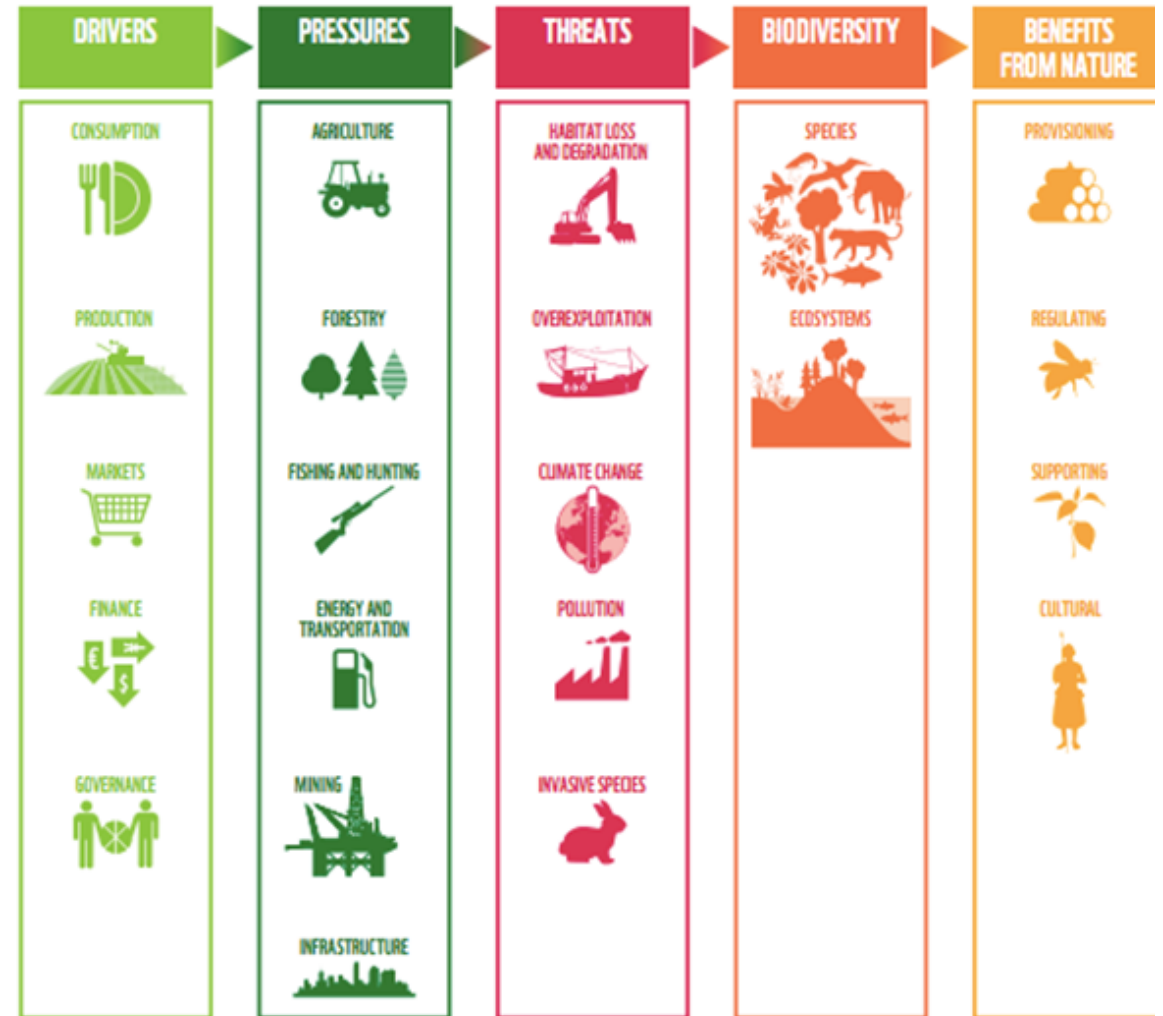 DRIVERS
PRESSURES
THREATS
BIODIVERSITY
BENEFITS
FROM NATURE
CONSUMPTION
PRODUCTION
MARKETS
FINANCE
€
$
GOVERNANCE
AGRICULTURE
FORESTRY
FISHING AND HUNTING
ENERGY AND
TRANSPORTATION
MINING
INFRASTRUCTURE
HABITAT LOSS
AND DEGRADATION
OVEREXPLOITATION
CLIMATE CHANGE
POLLUTION
INVASIVE SPECIES
SPECIES
ECOSYSTEMS
PROVISIONING
REGULATING
SUPPORTING
CULTURAL